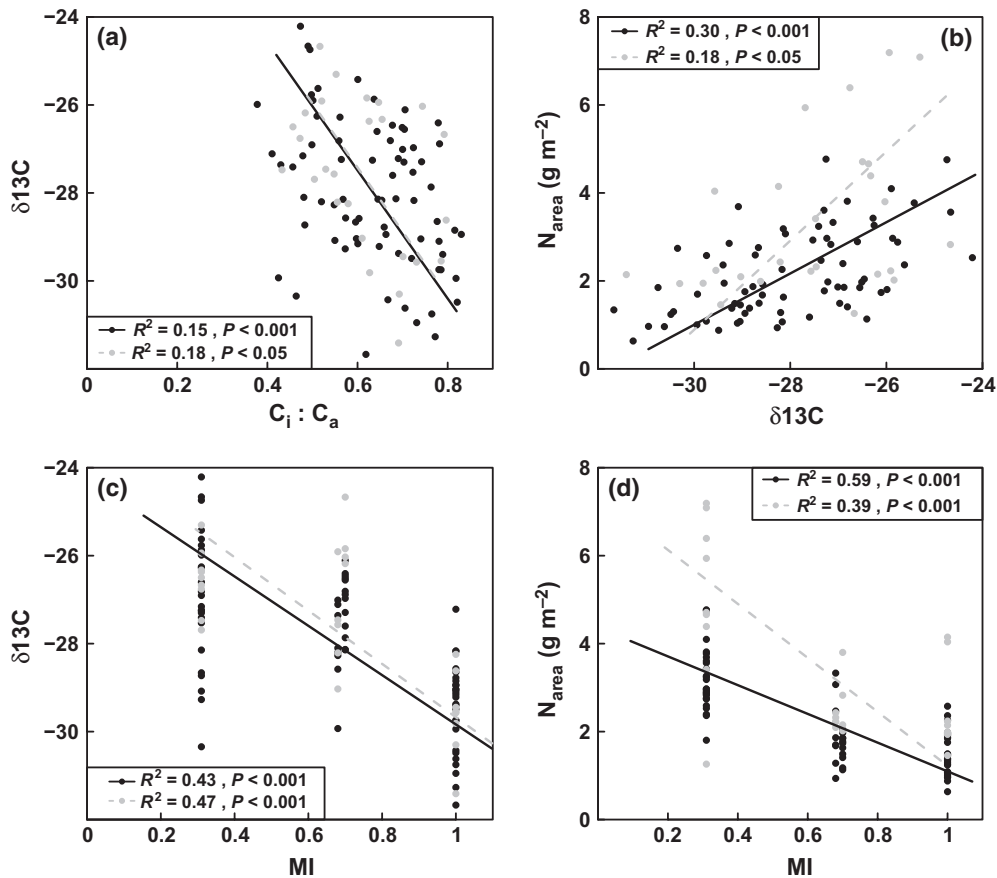 (a)
−24
−26
−28
−30
δ13C
R² = 0.15 , P < 0.001
R² = 0.18 , P < 0.05
0 0.2 0.4 0.6 0.8
Cᵢ : Cₐ
(b)
8
6
4
2
0
N_area (g m⁻²)
R² = 0.30 , P < 0.001
R² = 0.18 , P < 0.05
−30 −28 −26 −24
δ13C
(c)
−24
−26
−28
−30
δ13C
R² = 0.43 , P < 0.001
R² = 0.47 , P < 0.001
0 0.2 0.4 0.6 0.8 1
MI
(d)
8
6
4
2
0
N_area (g m⁻²)
R² = 0.59 , P < 0.001
R² = 0.39 , P < 0.001
0.2 0.4 0.6 0.8 1
MI